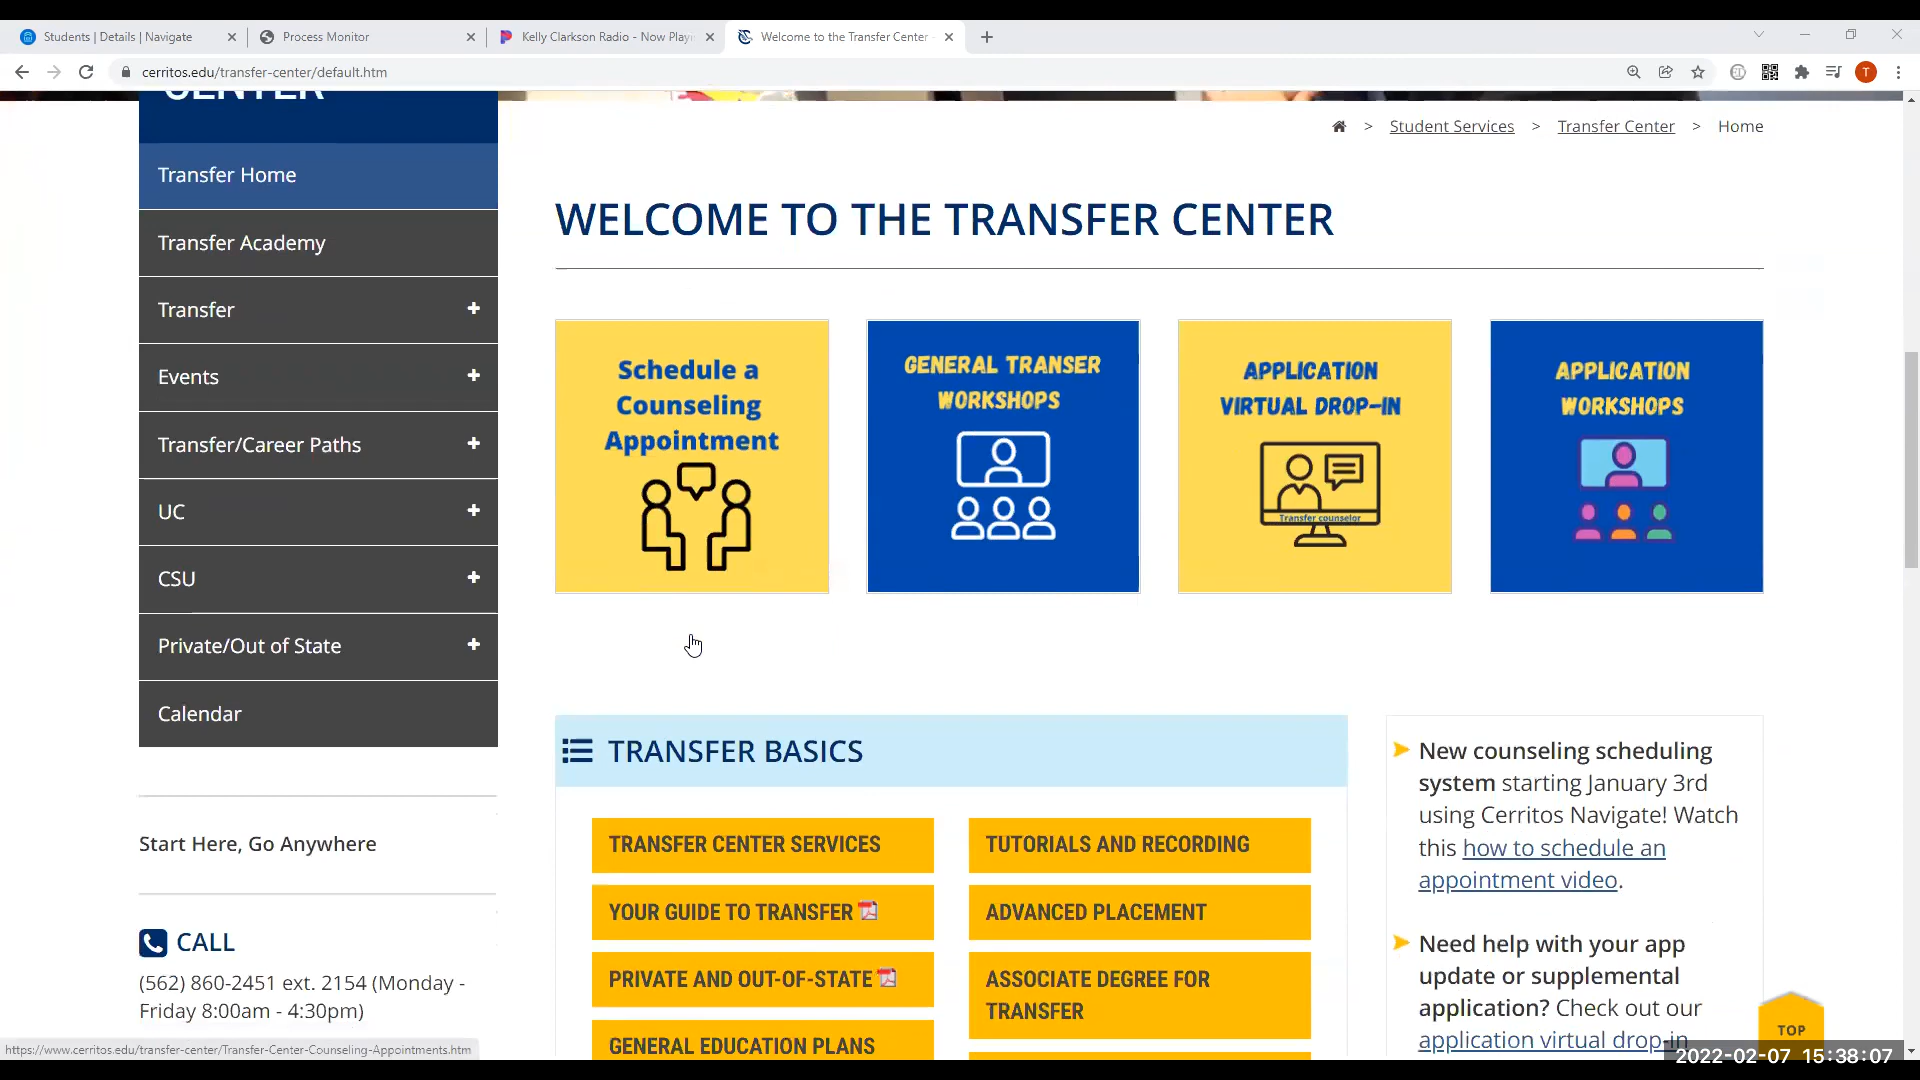 Students | Details | Navigate
Process Monitor
Kelly Clarkson Radio - Now Play
Welcome to the Transfer Center
cerritos.edu/transfer-center/default.htm
T
CENTER
> Student Services > Transfer Center > Home
Transfer Home
Transfer Academy
Transfer
Events
Transfer/Career Paths
UC
CSU
Private/Out of State
Calendar
Start Here, Go Anywhere
CALL
(562) 860-2451 ext. 2154 (Monday -
Friday 8:00am - 4:30pm)
WELCOME TO THE TRANSFER CENTER
Schedule a
Counseling
Appointment
GENERAL TRANSER
WORKSHOPS
APPLICATION
VIRTUAL DROP-IN
Transfer counselor
APPLICATION
WORKSHOPS
TRANSFER BASICS
TRANSFER CENTER SERVICES
YOUR GUIDE TO TRANSFER
PRIVATE AND OUT-OF-STATE
GENERAL EDUCATION PLANS
TUTORIALS AND RECORDING
ADVANCED PLACEMENT
ASSOCIATE DEGREE FOR
TRANSFER
New counseling scheduling
system starting January 3rd
using Cerritos Navigate! Watch
this how to schedule an
appointment video.
Need help with your app
update or supplemental
application? Check out our
application virtual drop-in
TOP
https://www.cerritos.edu/transfer-center/Transfer-Center-Counseling-Appointments.htm
2022-02-07 15:38:07